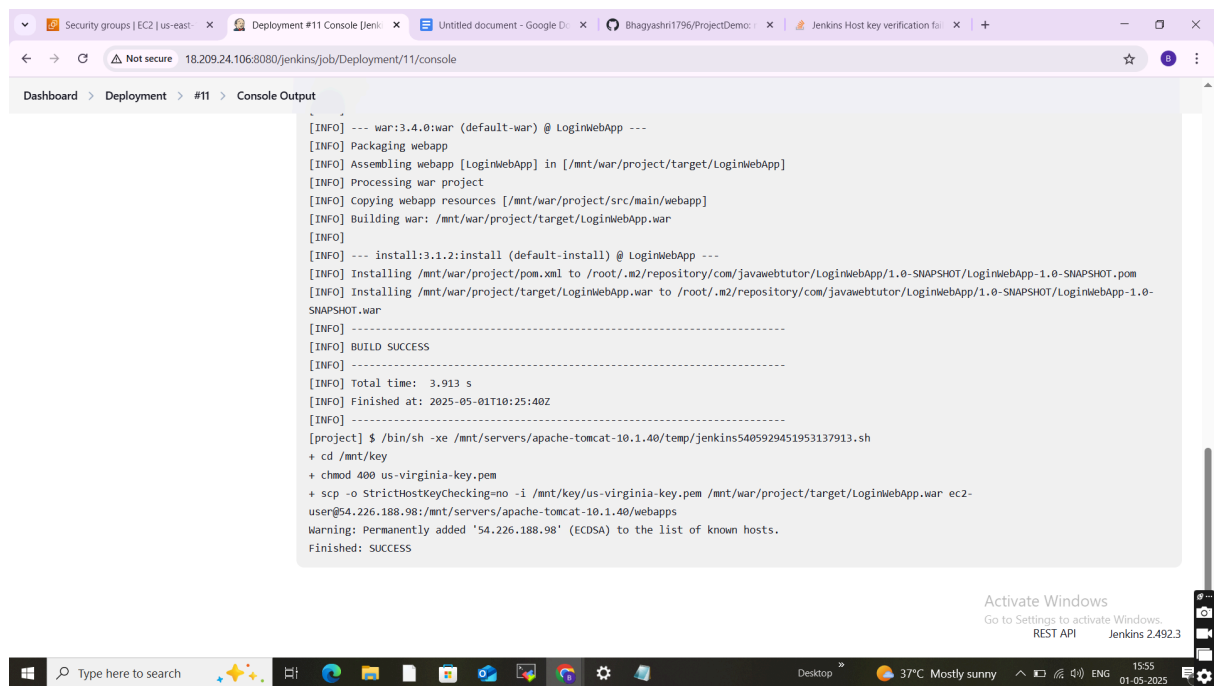 Security groups | EC2 | us-east-
Deployment #11 Console [Jenki
Untitled document - Google Do
Bhagyashri1796/ProjectDemo: r
Jenkins Host key verification fai
Not secure
18.209.24.106:8080/jenkins/job/Deployment/11/console
B
Dashboard > Deployment > #11 > Console Output
[INFO] --- war:3.4.0:war (default-war) @ LoginWebApp ---
[INFO] Packaging webapp
[INFO] Assembling webapp [LoginWebApp] in [/mnt/war/project/target/LoginWebApp]
[INFO] Processing war project
[INFO] Copying webapp resources [/mnt/war/project/src/main/webapp]
[INFO] Building war: /mnt/war/project/target/LoginWebApp.war
[INFO]
[INFO] --- install:3.1.2:install (default-install) @ LoginWebApp ---
[INFO] Installing /mnt/war/project/pom.xml to /root/.m2/repository/com/javawebtutor/LoginWebApp/1.0-SNAPSHOT/LoginWebApp-1.0-SNAPSHOT.pom
[INFO] Installing /mnt/war/project/target/LoginWebApp.war to /root/.m2/repository/com/javawebtutor/LoginWebApp/1.0-SNAPSHOT/LoginWebApp-1.0-
SNAPSHOT.war
[INFO] ------------------------------------------------------------------------
[INFO] BUILD SUCCESS
[INFO] ------------------------------------------------------------------------
[INFO] Total time:  3.913 s
[INFO] Finished at: 2025-05-01T10:25:40Z
[INFO] ------------------------------------------------------------------------
[project] $ /bin/sh -xe /mnt/servers/apache-tomcat-10.1.40/temp/jenkins5405929451953137913.sh
+ cd /mnt/key
+ chmod 400 us-virginia-key.pem
+ scp -o StrictHostKeyChecking=no -i /mnt/key/us-virginia-key.pem /mnt/war/project/target/LoginWebApp.war ec2-
user@54.226.188.98:/mnt/servers/apache-tomcat-10.1.40/webapps
Warning: Permanently added '54.226.188.98' (ECDSA) to the list of known hosts.
Finished: SUCCESS
Activate Windows
Go to Settings to activate Windows.
REST API
Jenkins 2.492.3
Type here to search
Desktop
37°C Mostly sunny
ENG
15:55
01-05-2025